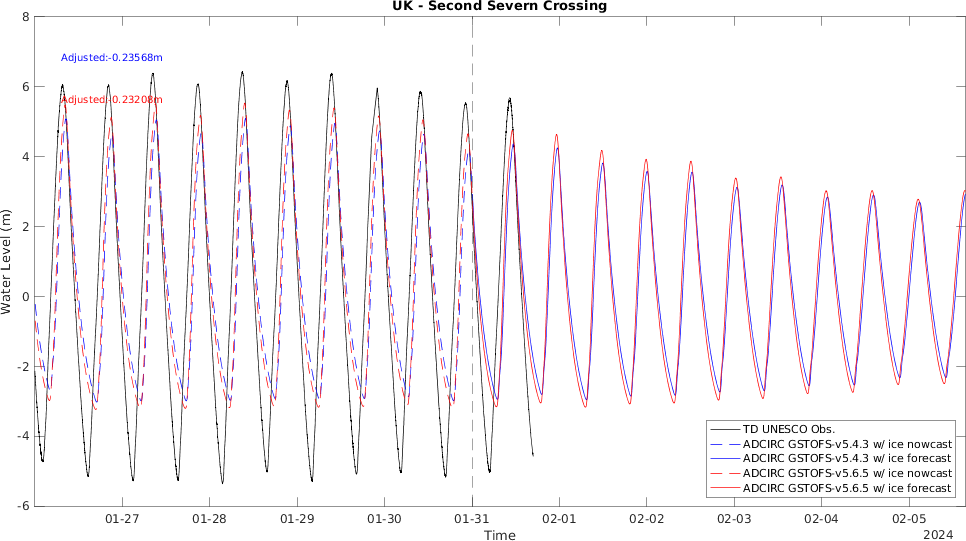 UK - Second Severn Crossing
8
6
4
2
0
-2
-4
-6
Water Level (m)
Adjusted:-0.23568m
Adjusted:-0.23208m
TD UNESCO Obs.
ADCIRC GSTOFS-v5.4.3 w/ ice nowcast
ADCIRC GSTOFS-v5.4.3 w/ ice forecast
ADCIRC GSTOFS-v5.6.5 w/ ice nowcast
ADCIRC GSTOFS-v5.6.5 w/ ice forecast
01-27 01-28 01-29 01-30 01-31 02-01 02-02 02-03 02-04 02-05
Time
2024